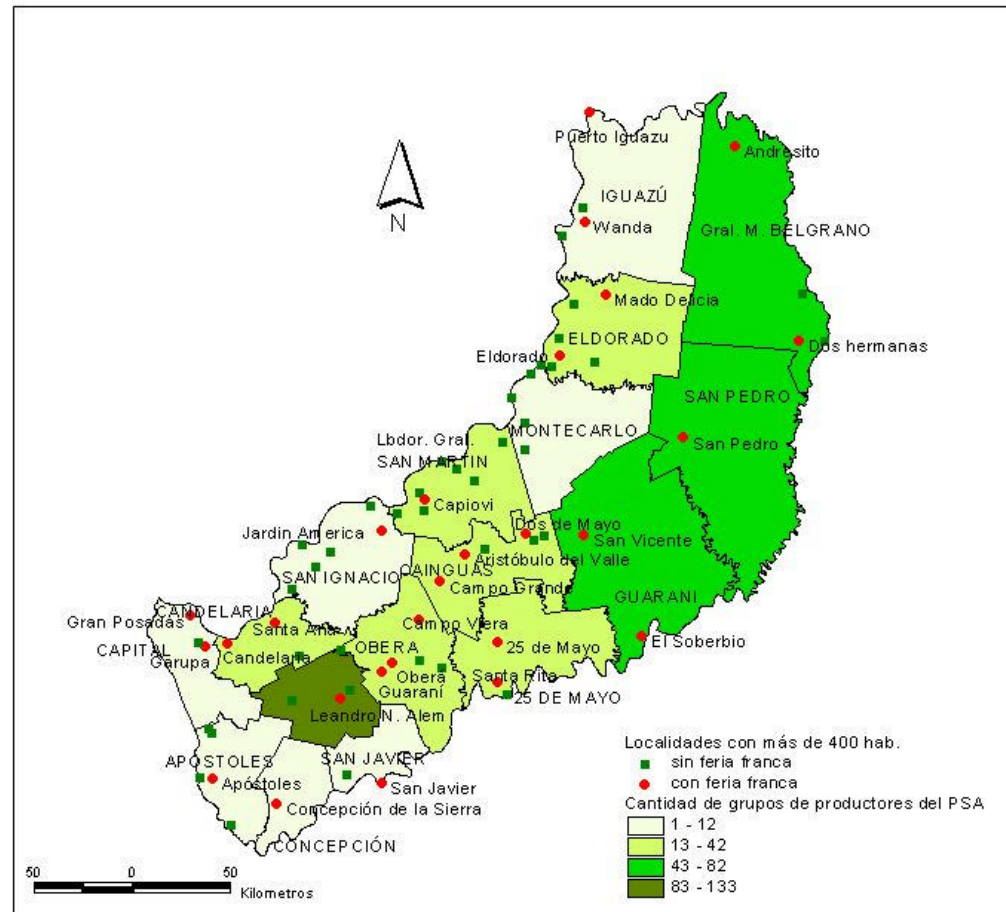 Puerto Iguazu
Andresito
IGUAZÚ
Wanda
Gral. M. BELGRANO
N
Mado Delicia
ELDORADO
Eldorado
Dos hermanas
SAN PEDRO
MONTECARLO
San Pedro
Lbdor. Gral.
SAN MARTIN
Capiovi
Jardin America
Dos de Mayo
San Vicente
Aristóbulo del Valle
CAINGUAS
SAN IGNACIO
Campo Grande
GUARANI
CANDELARIA
Gran Posadas
Santa Ana
Campo Viera
El Soberbio
CAPITAL
Garupa
Candelaria
OBERA
25 de Mayo
Oberá
Santa Rita
Guaraní
25 DE MAYO
Leandro N. Alem
SAN JAVIER
APÓSTOLES
Apóstoles
San Javier
Concepción de la Sierra
CONCEPCIÓN
Localidades con más de 400 hab.
sin feria franca
con feria franca
Cantidad de grupos de productores del PSA
1 - 12
13 - 42
43 - 82
83 - 133
50 0 50
Kilometros